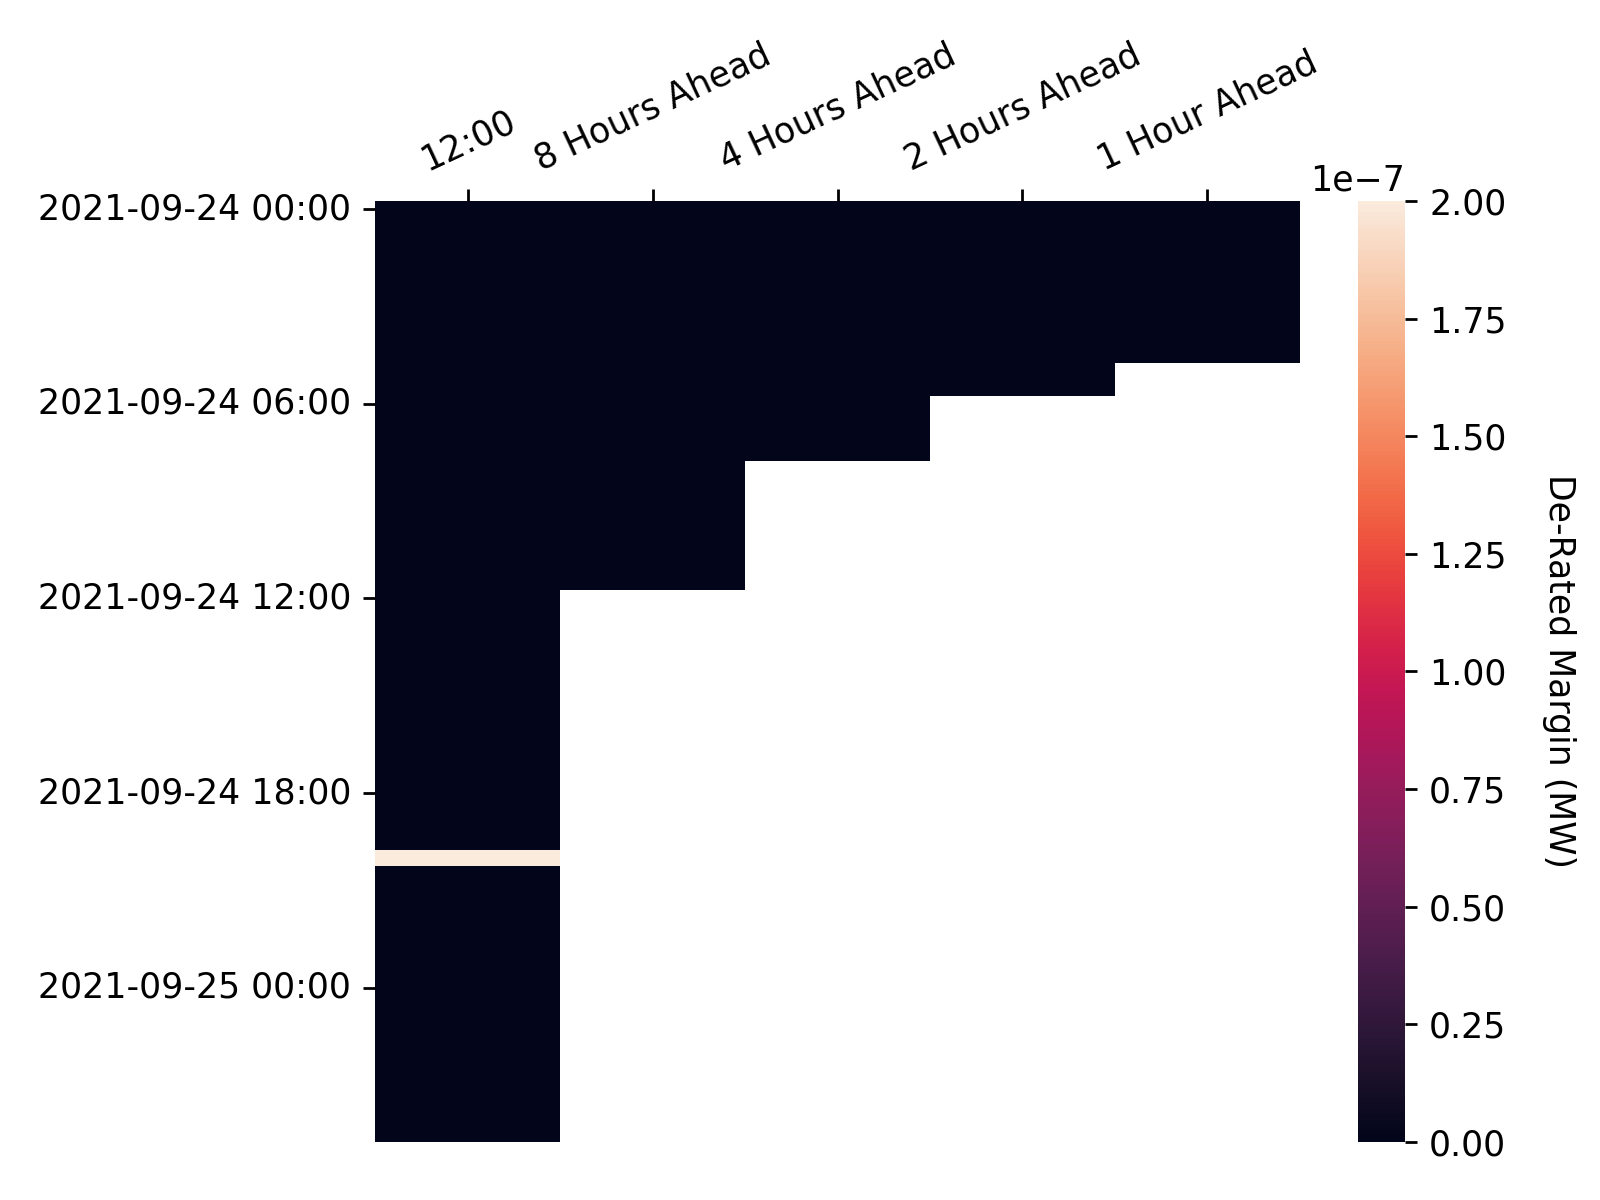 12:00
8 Hours Ahead
4 Hours Ahead
2 Hours Ahead
1 Hour Ahead
2021-09-24 00:00
2021-09-24 06:00
2021-09-24 12:00
2021-09-24 18:00
2021-09-25 00:00
1e−7
2.00
1.75
1.50
1.25
1.00
0.75
0.50
0.25
0.00
De-Rated Margin (MW)